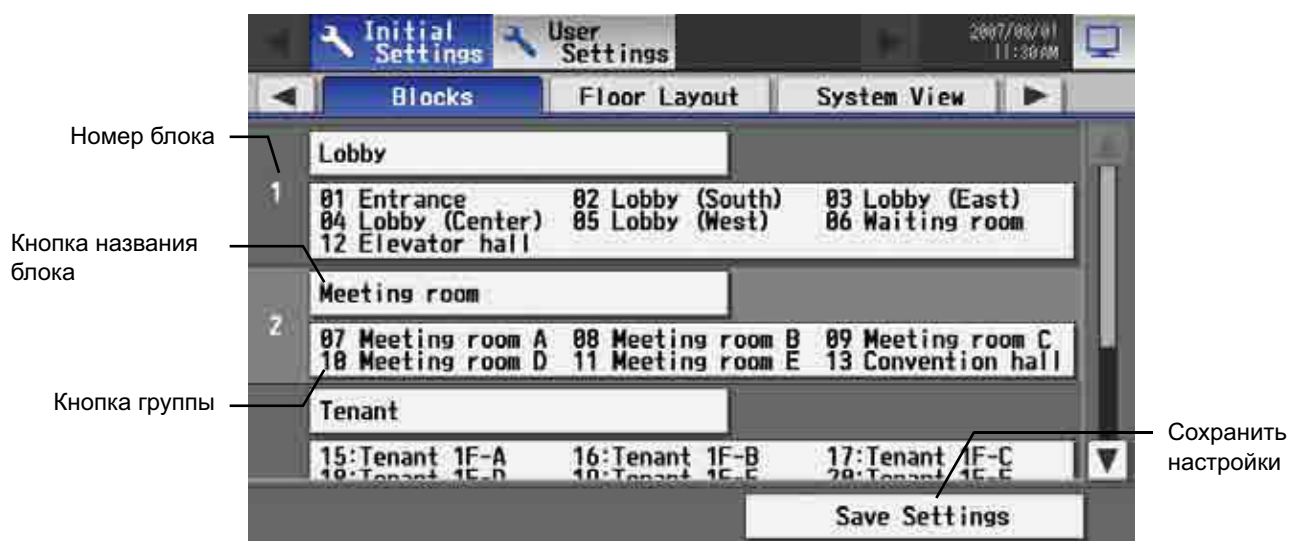 Initial Settings
User Settings
2007/08/01
11:30 AM
Blocks
Floor Layout
System View
Номер блока
1
Lobby
01 Entrance 02 Lobby (South) 03 Lobby (East)
04 Lobby (Center) 05 Lobby (West) 06 Waiting room
12 Elevator hall
Кнопка названия
блока
2
Meeting room
07 Meeting room A 08 Meeting room B 09 Meeting room C
10 Meeting room D 11 Meeting room E 13 Convention hall
Кнопка группы
Tenant
15:Tenant 1F-A 16:Tenant 1F-B 17:Tenant 1F-C
Сохранить
настройки
Save Settings